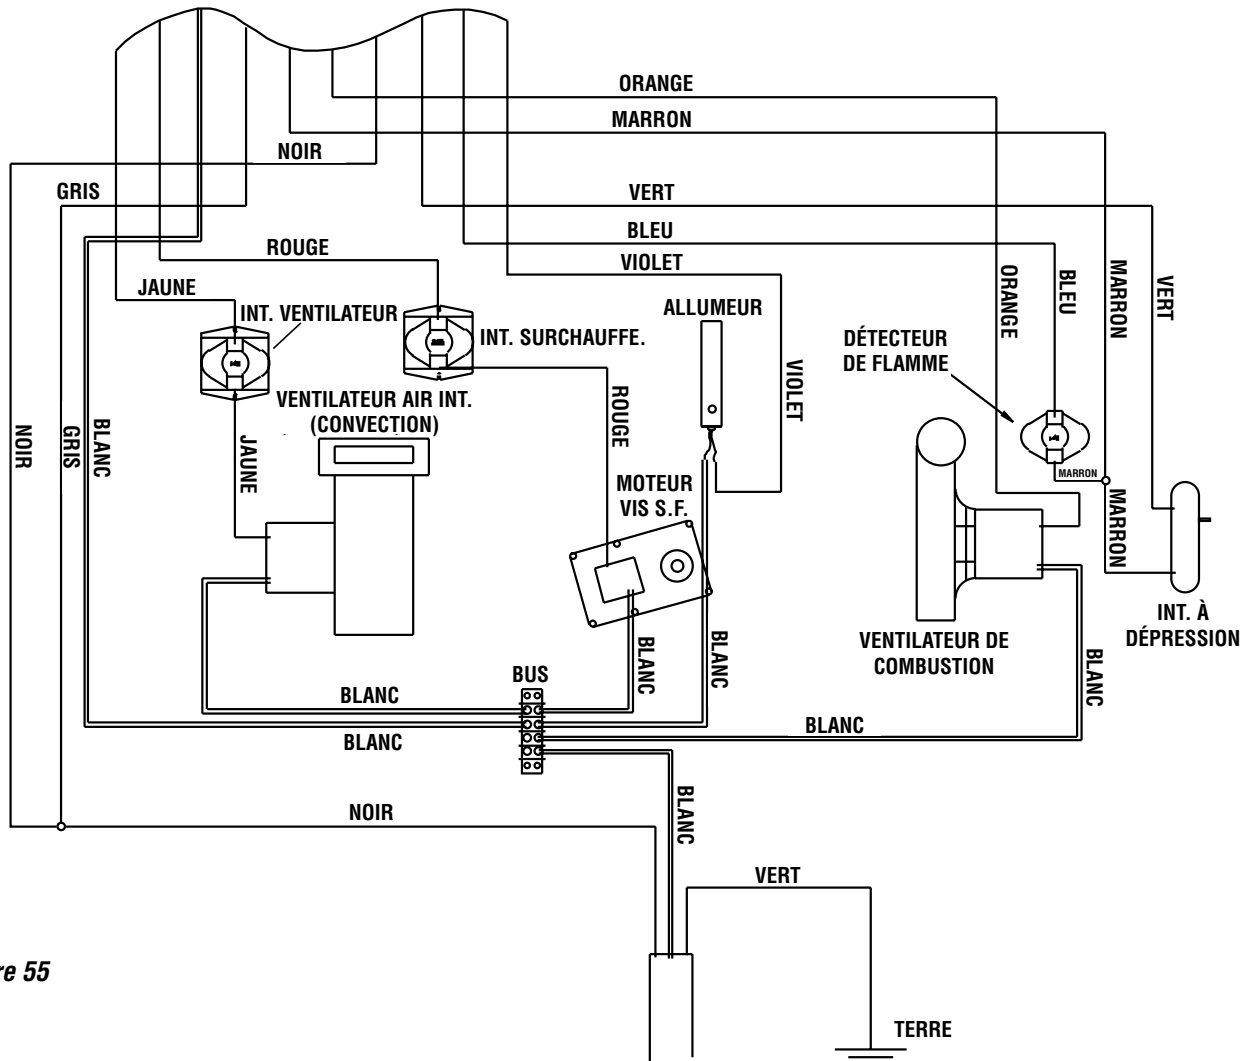 ORANGE
MARRON
NOIR
GRIS
VERT
BLEU
ROUGE
VIOLET
JAUNE
INT. VENTILATEUR
ALLUMEUR
INT. SURCHAUFFE.
ORANGE
BLEU
MARRON
VERT
DÉTECTEUR
DE FLAMME
VIOLET
VENTILATEUR AIR INT.
(CONVECTION)
ROUGE
NOIR
GRIS
BLANC
JAUNE
MOTEUR
VIS S.F.
MARRON
MARRON
INT. À
DÉPRESSION
VENTILATEUR DE
COMBUSTION
BLANC
BLANC
BLANC
BUS
BLANC
BLANC
BLANC
NOIR
BLANC
VERT
re 55
TERRE